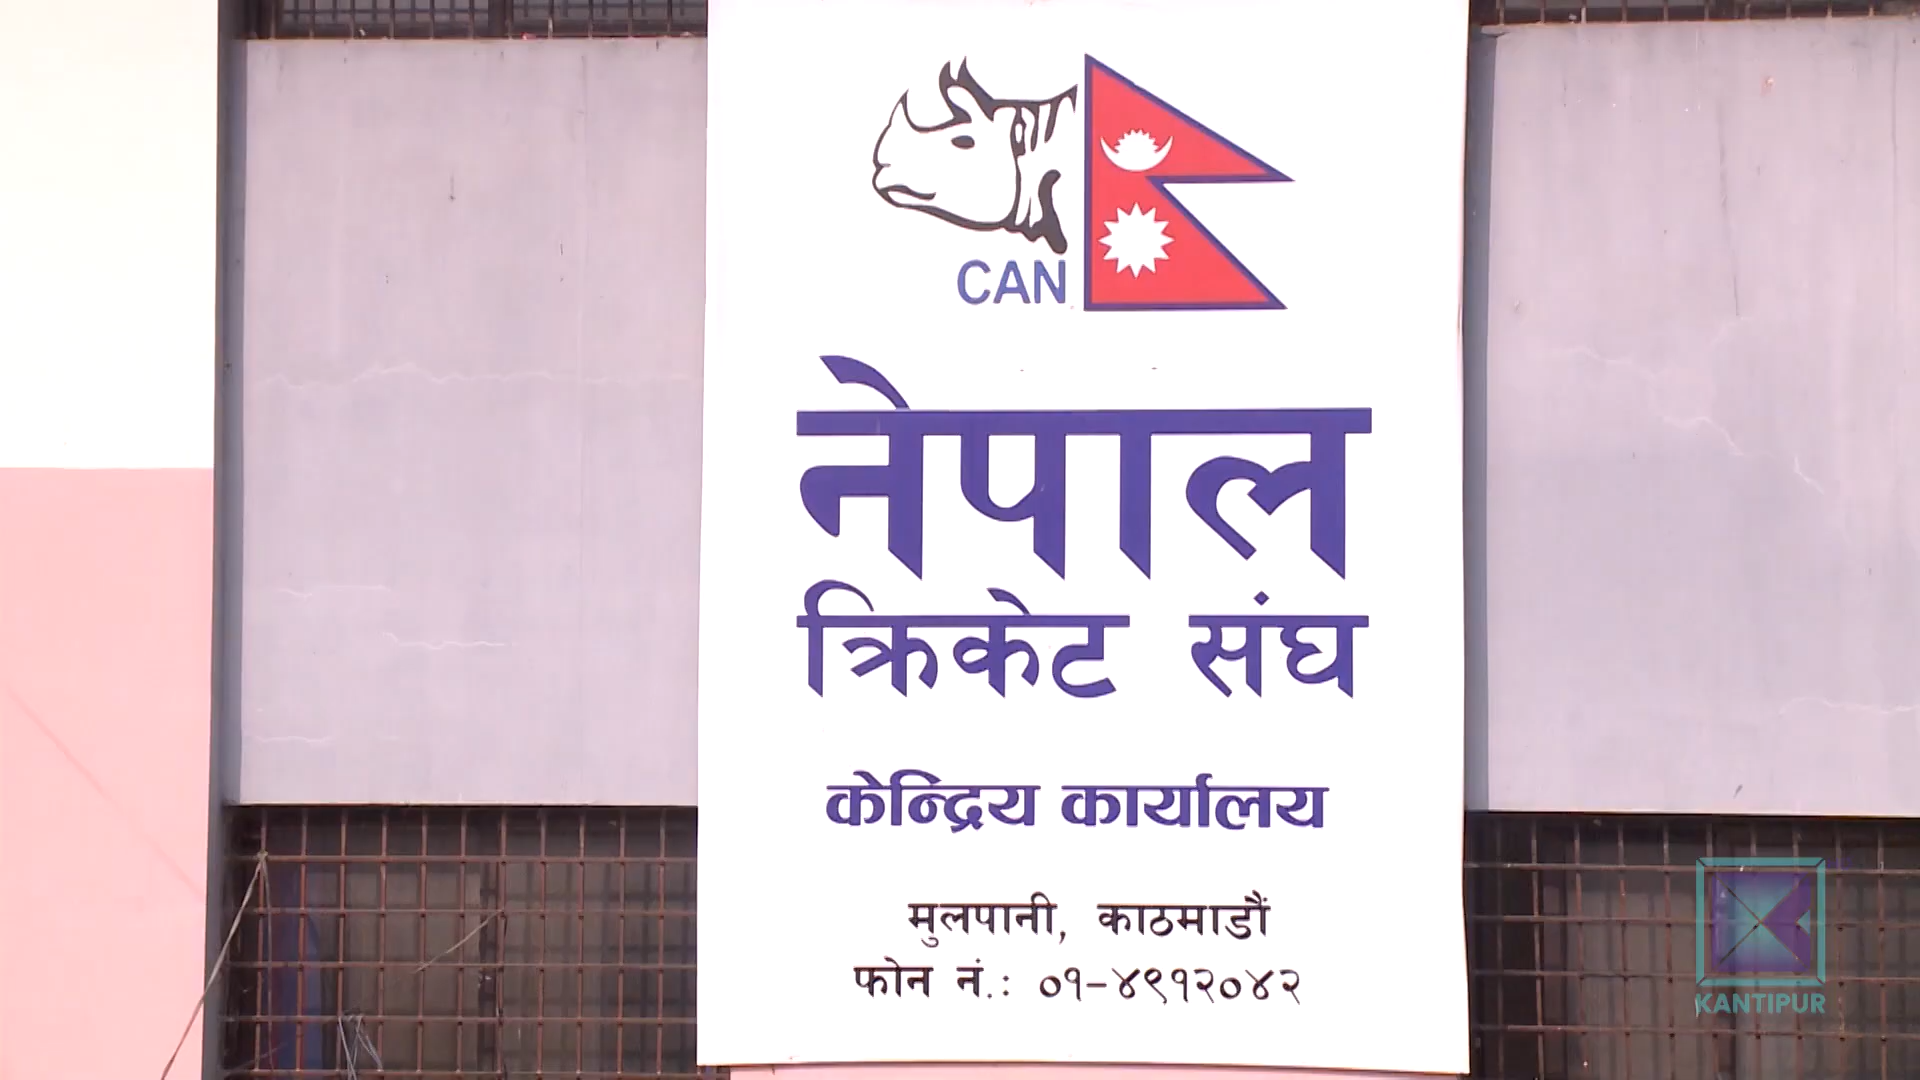 CAN
नेपाल
क्रिकेट संघ
केन्द्रिय कार्यालय
मुलपानी, काठमाडौं
फोन नं.: ०१-४९१२०४२
KANTIPUR